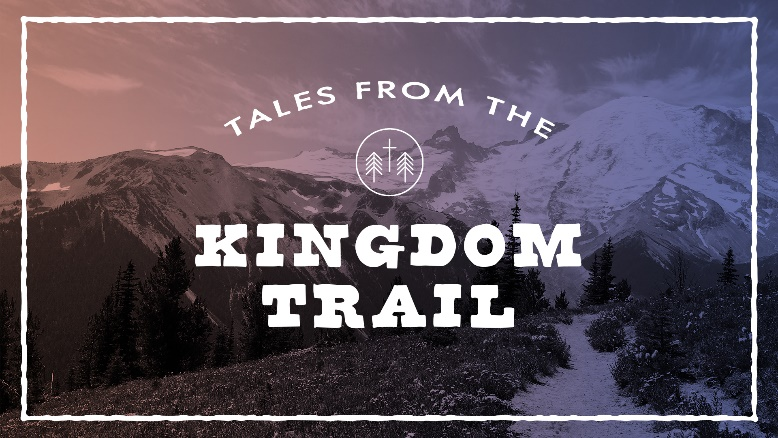 TALES FROM THE
KINGDOM
TRAIL